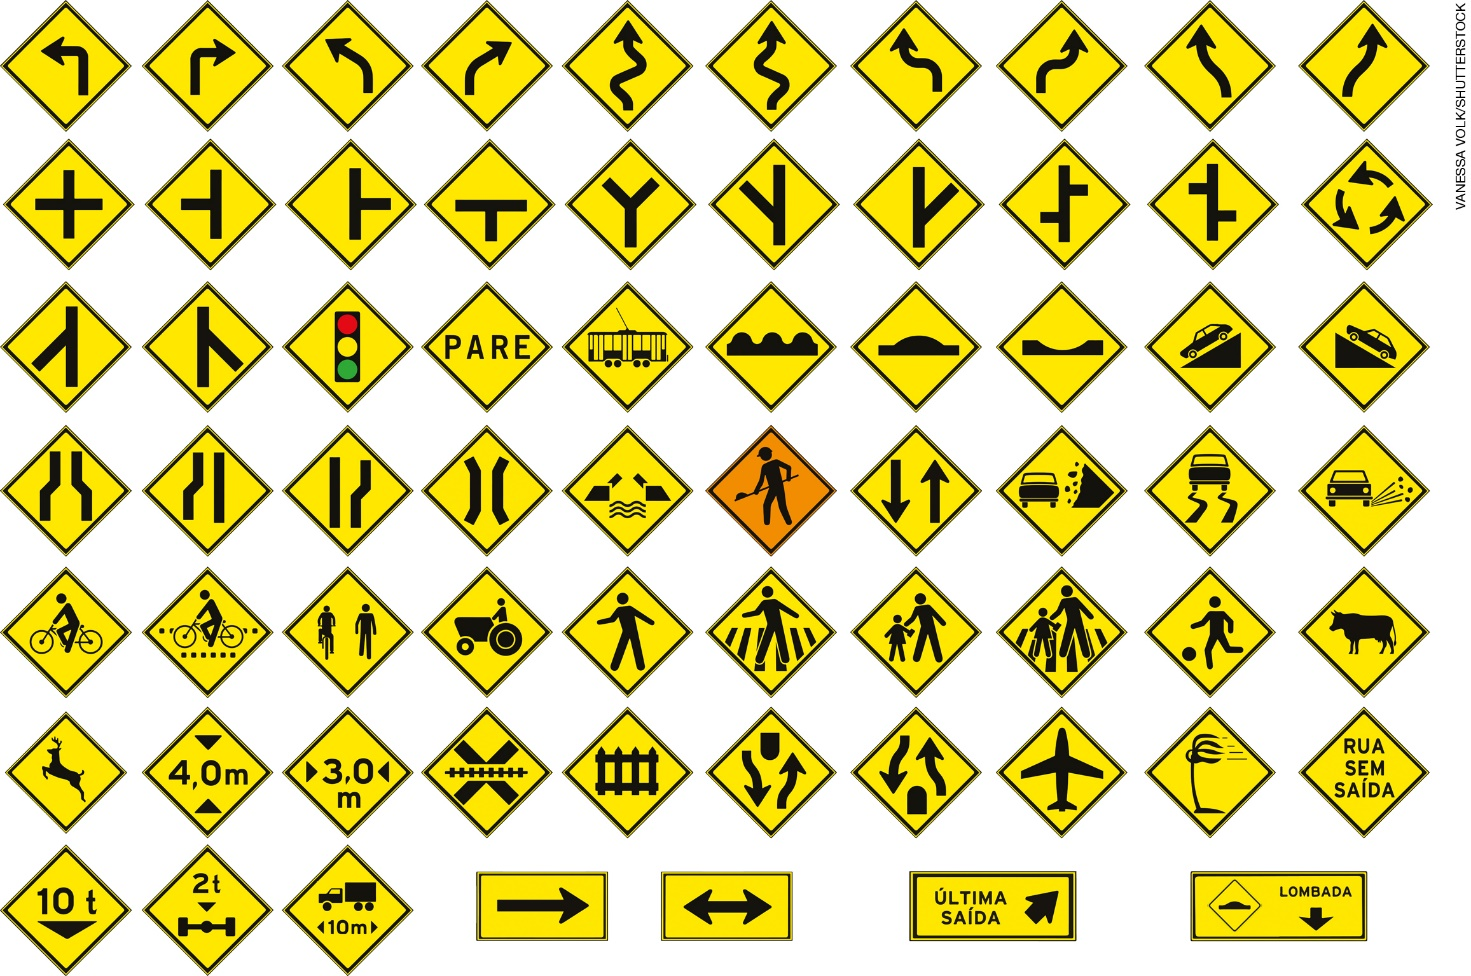 VANESSA VOLK/SHUTTERSTOCK
PARE
4,0m
3,0
m
RUA
SEM
SAÍDA
10 t
2t
10m
ÚLTIMA
SAÍDA
LOMBADA